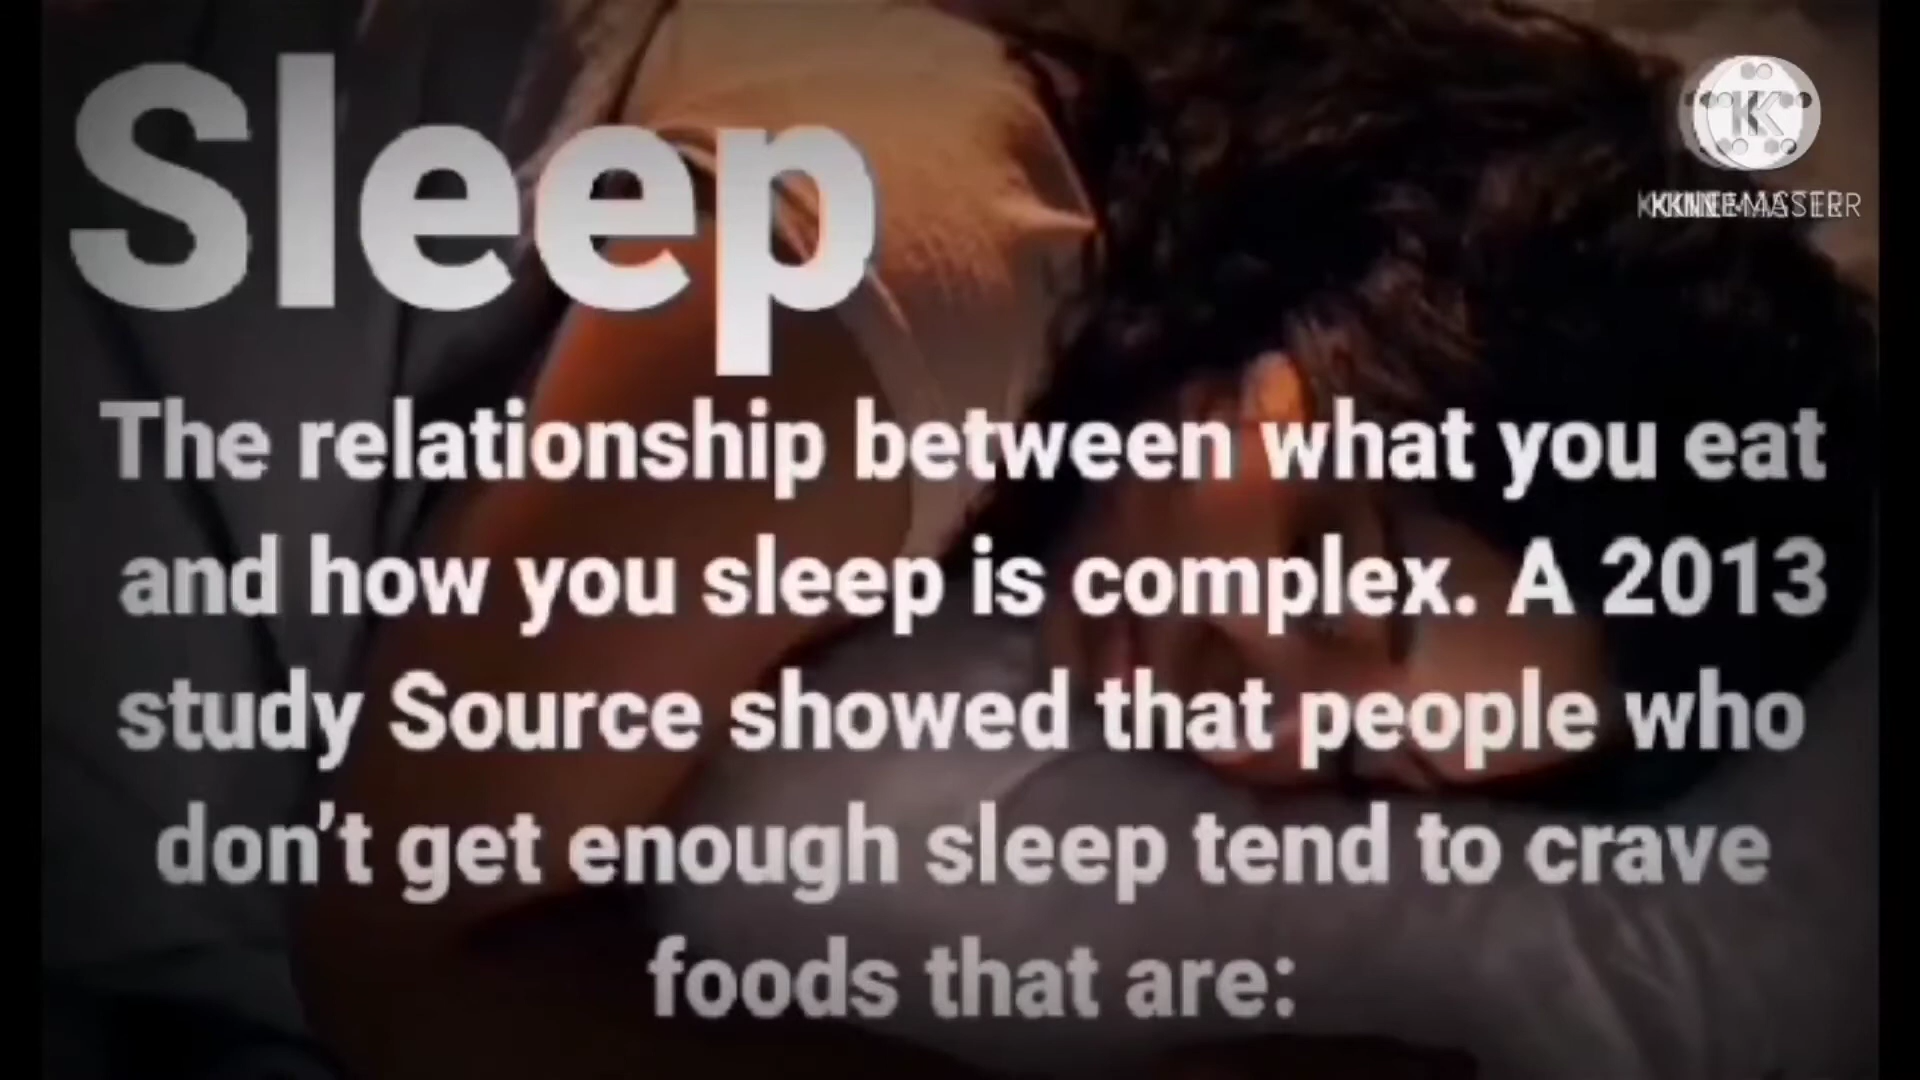 Sleep
The relationship between what you eat
and how you sleep is complex. A 2013
study Source showed that people who
don't get enough sleep tend to crave
foods that are:
KINEMASTER